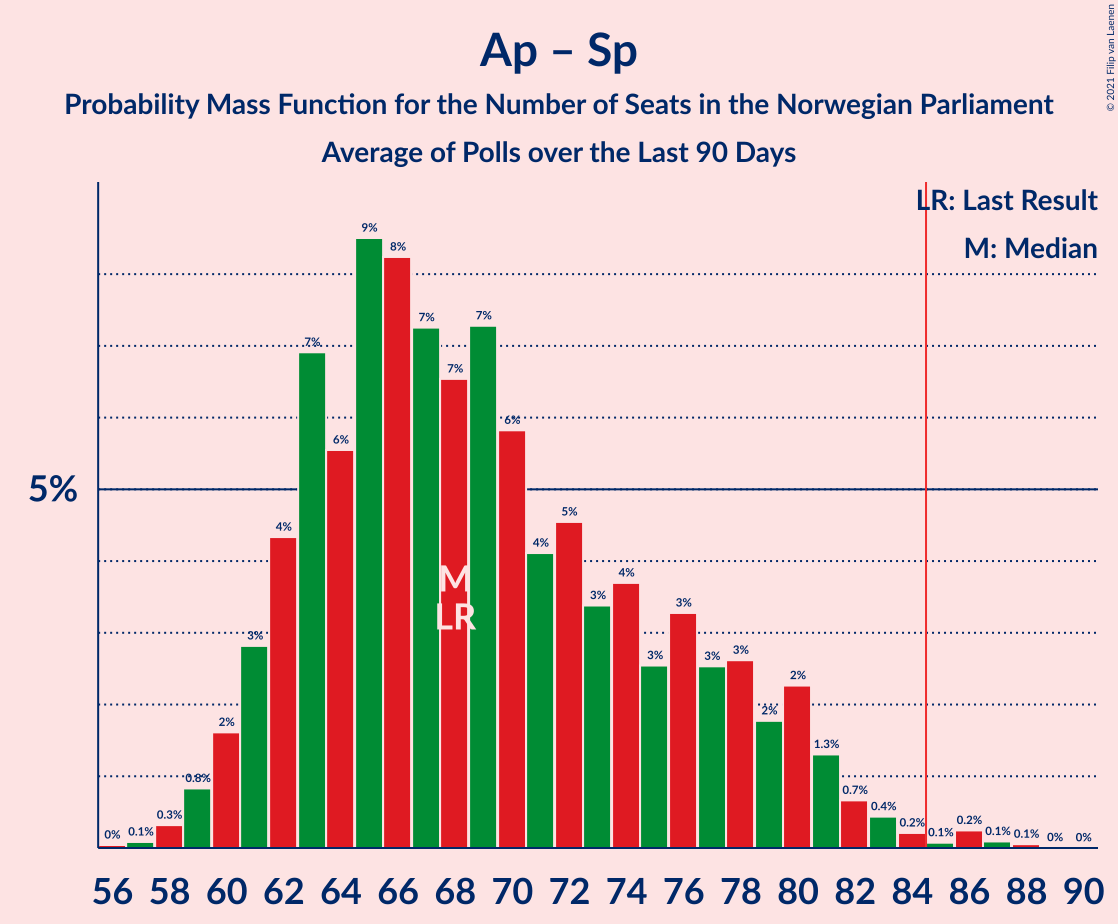 Ap – Sp
Probability Mass Function for the Number of Seats in the Norwegian Parliament
Average of Polls over the Last 90 Days
© 2021 Filip van Laenen
LR: Last Result
M: Median
5%
0% 0.1% 0.3% 0.8% 2% 3% 4% 7% 6% 9% 8% 7% 7% 7% 6% 4% 5% 3% 4% 3% 3% 3% 3% 2% 2% 1.3% 0.7% 0.4% 0.2% 0.1% 0.2% 0.1% 0.1% 0% 0%
M
LR
56 58 60 62 64 66 68 70 72 74 76 78 80 82 84 86 88 90